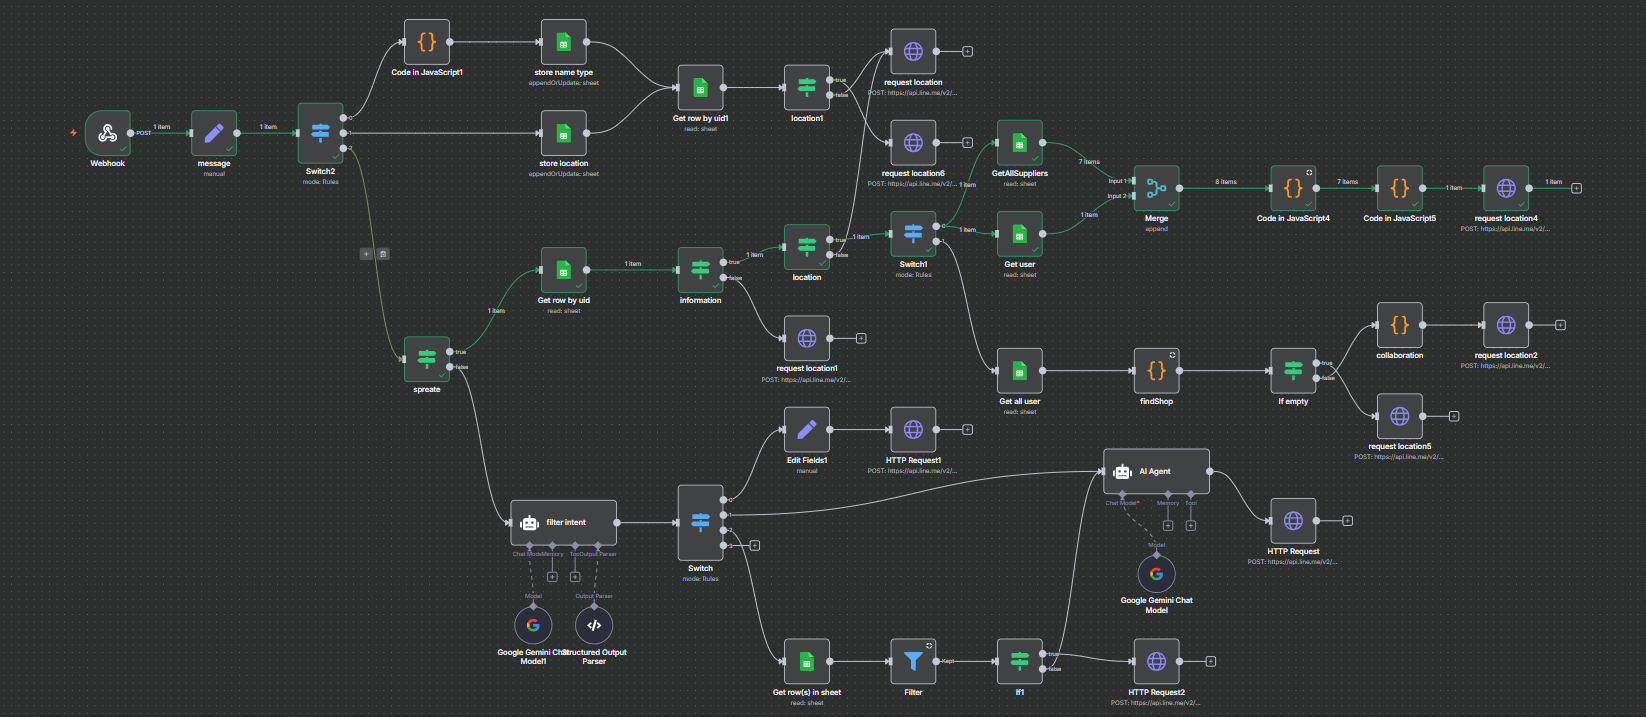 Code in JavaScript1
store name type
appendOrUpdate: sheet
Get row by uid1
read: sheet
location1
true
false
request location
POST: https://api.line.me/v2/...
Webhook
POST
1 item
message
manual
1 item
Switch2
mode: Rules
0
1
2
store location
appendOrUpdate: sheet
request location6
POST: https://api.line.me/v2/...
1 item
GetAllSuppliers
read: sheet
7 items
Input 1
Input 2
Merge
append
8 items
Code in JavaScript4
7 items
Code in JavaScript5
1 item
request location4
POST: https://api.line.me/v2/...
1 item
Get row by uid
read: sheet
1 item
information
true
false
1 item
location
true
false
1 item
Switch1
mode: Rules
0
1
1 item
Get user
read: sheet
1 item
request location1
POST: https://api.line.me/v2/...
spreate
true
false
1 item
Get all user
read: sheet
findShop
If empty
true
false
collaboration
request location2
POST: https://api.line.me/v2/...
request location5
POST: https://api.line.me/v2/...
Edit Fields1
manual
HTTP Request1
POST: https://api.line.me/v2/...
filter intent
Memory
Output Parser
Model
Output Parser
Google Gemini Chat
Model1
Structured Output
Parser
Switch
mode: Rules
0
1
2
3
AI Agent
Chat Model*
Memory
Tool
Model
Google Gemini Chat
Model
HTTP Request
POST: https://api.line.me/v2/...
Get row(s) in sheet
read: sheet
Filter
Kept
If1
true
false
HTTP Request2
POST: https://api.line.me/v2/...